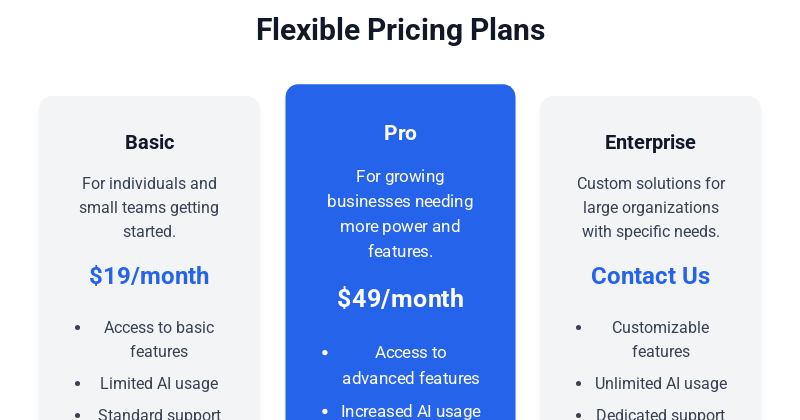 Flexible Pricing Plans
Basic
For individuals and
small teams getting
started.
$19/month
• Access to basic
features
• Limited AI usage
• Standard support
Pro
For growing
businesses needing
more power and
features.
$49/month
• Access to
advanced features
• Increased AI usage
Enterprise
Custom solutions for
large organizations
with specific needs.
Contact Us
• Customizable
features
• Unlimited AI usage
• Dedicated support